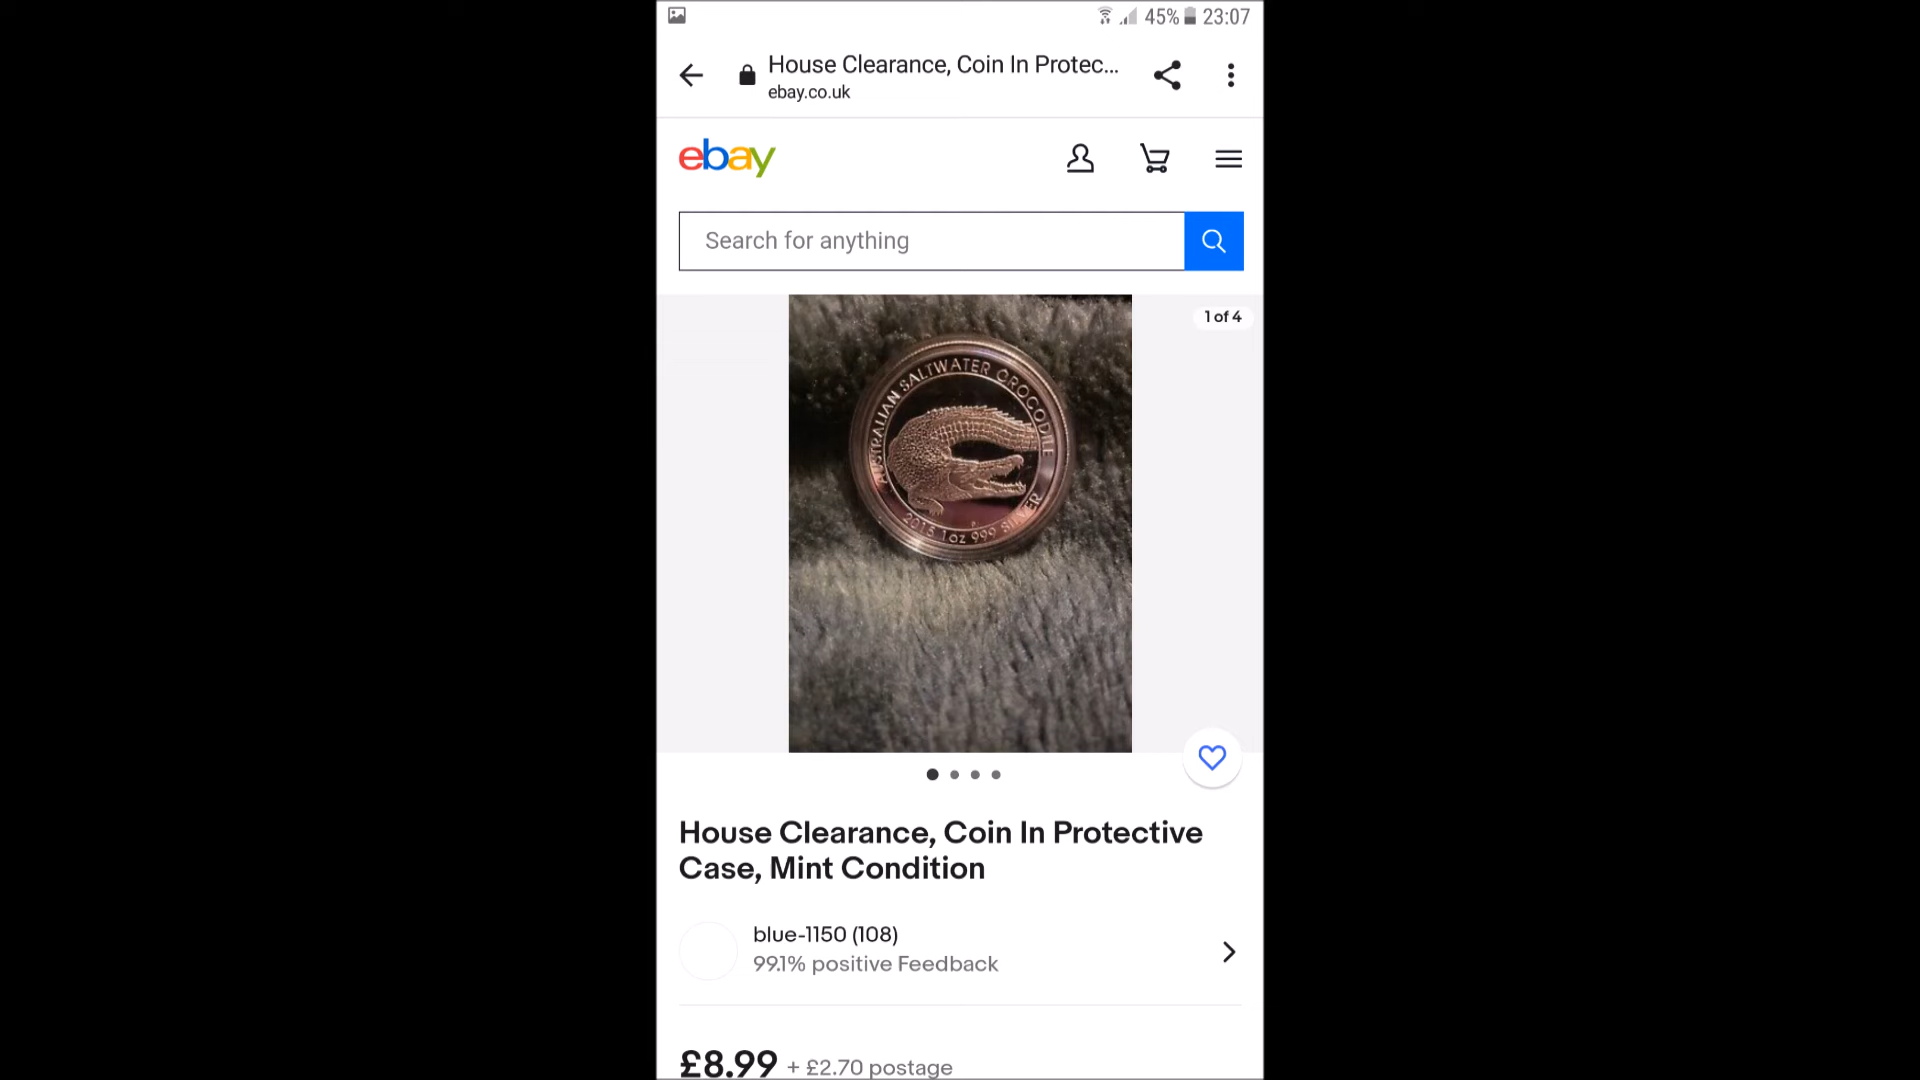 45% 23:07
House Clearance, Coin In Protec...
ebay.co.uk
ebay
Search for anything
1 of 4
AUSTRALIAN SALTWATER CROCODILE
2015 1oz 999 SILVER
P
House Clearance, Coin In Protective
Case, Mint Condition
blue-1150 (108)
99.1% positive Feedback
£8.99 + £2.70 postage